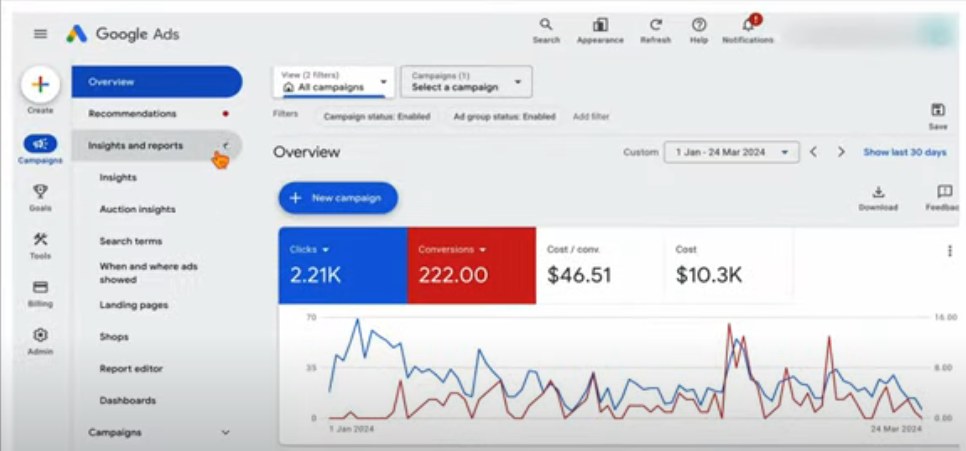 Google Ads
Search
Appearance
Refresh
Help
Notifications
Create
Campaigns
Goals
Tools
Billing
Admin
Overview
Recommendations
Insights and reports
Insights
Auction insights
Search terms
When and where ads
showed
Landing pages
Shops
Report editor
Dashboards
Campaigns
View (2 filters)
All campaigns
Campaigns (1)
Select a campaign
Filters
Campaign status: Enabled
Ad group status: Enabled
Add filter
Save
Overview
Custom
1 Jan - 24 Mar 2024
Show last 30 days
New campaign
Download
Feedbac
Clicks
2.21K
Conversions
222.00
Cost / conv.
$46.51
Cost
$10.3K
70
35
0
16.00
8.00
0.00
1 Jan 2024
24 Mar 2024